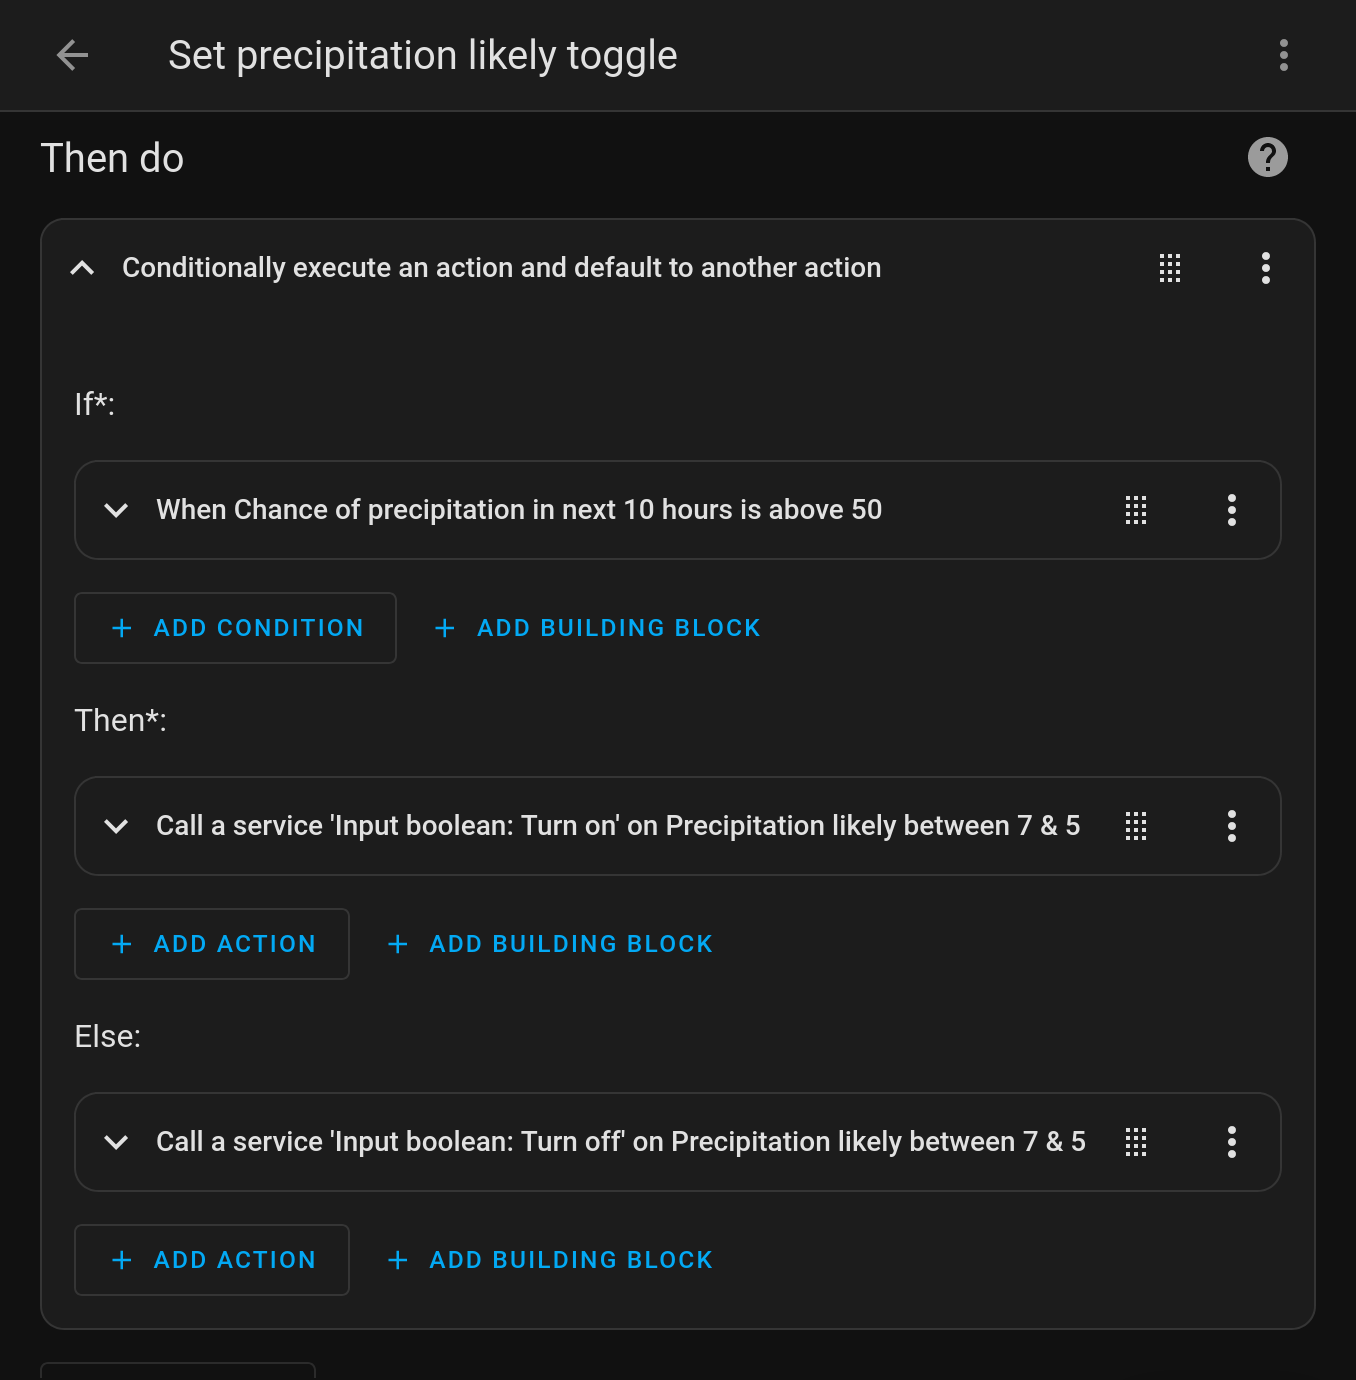 Set precipitation likely toggle
Then do
Conditionally execute an action and default to another action
If*:
When Chance of precipitation in next 10 hours is above 50
+ ADD CONDITION + ADD BUILDING BLOCK
Then*:
Call a service 'Input boolean: Turn on' on Precipitation likely between 7 & 5
+ ADD ACTION + ADD BUILDING BLOCK
Else:
Call a service 'Input boolean: Turn off' on Precipitation likely between 7 & 5
+ ADD ACTION + ADD BUILDING BLOCK